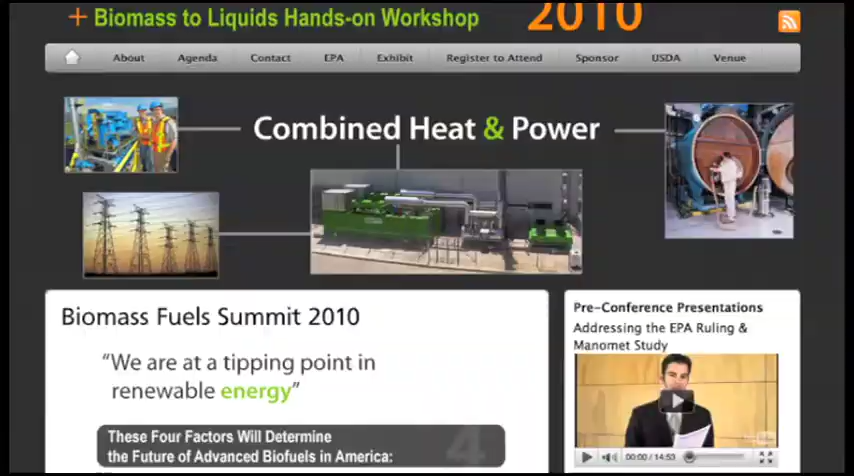 + Biomass to Liquids Hands-on Workshop
2010
About Agenda Contact EPA Exhibit Register to Attend Sponsor USDA Venue
Combined Heat & Power
Biomass Fuels Summit 2010
“We are at a tipping point in
renewable energy”
These Four Factors Will Determine
the Future of Advanced Biofuels in America:
4
Pre-Conference Presentations
Addressing the EPA Ruling &
Manomet Study
00:00 / 14:53